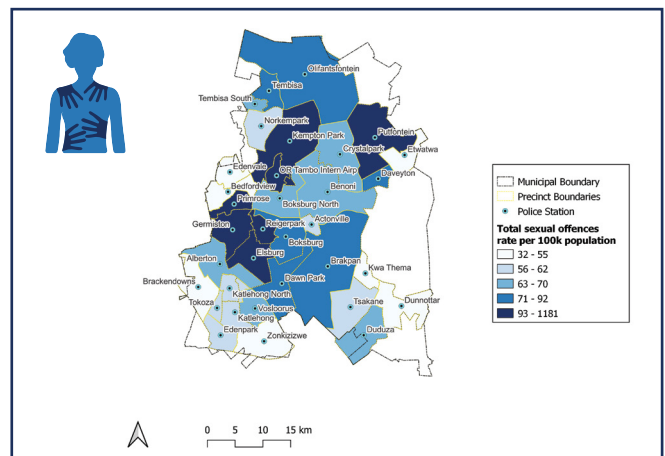 Olifantsfontein
Tembisa
Tembisa South
Norkempark
Kempton Park
Putfontein
Crystalpark
Etwatwa
Edenvale
OR Tambo Intern Airp
Daveyton
Bedfordview
Benoni
Primrose
Boksburg North
Germiston
Reigerpark
Actonville
Boksburg
Alberton
Elsburg
Brakpan
Kwa Thema
Brackendowns
Dawn Park
Katlehong North
Tokoza
Vosloorus
Tsakane
Dunnottar
Katlehong
Edenpark
Duduza
Zonkizizwe
Municipal Boundary
Precinct Boundaries
Police Station
Total sexual offences
rate per 100k population
32 - 55
56 - 62
63 - 70
71 - 92
93 - 1181
0 5 10 15 km